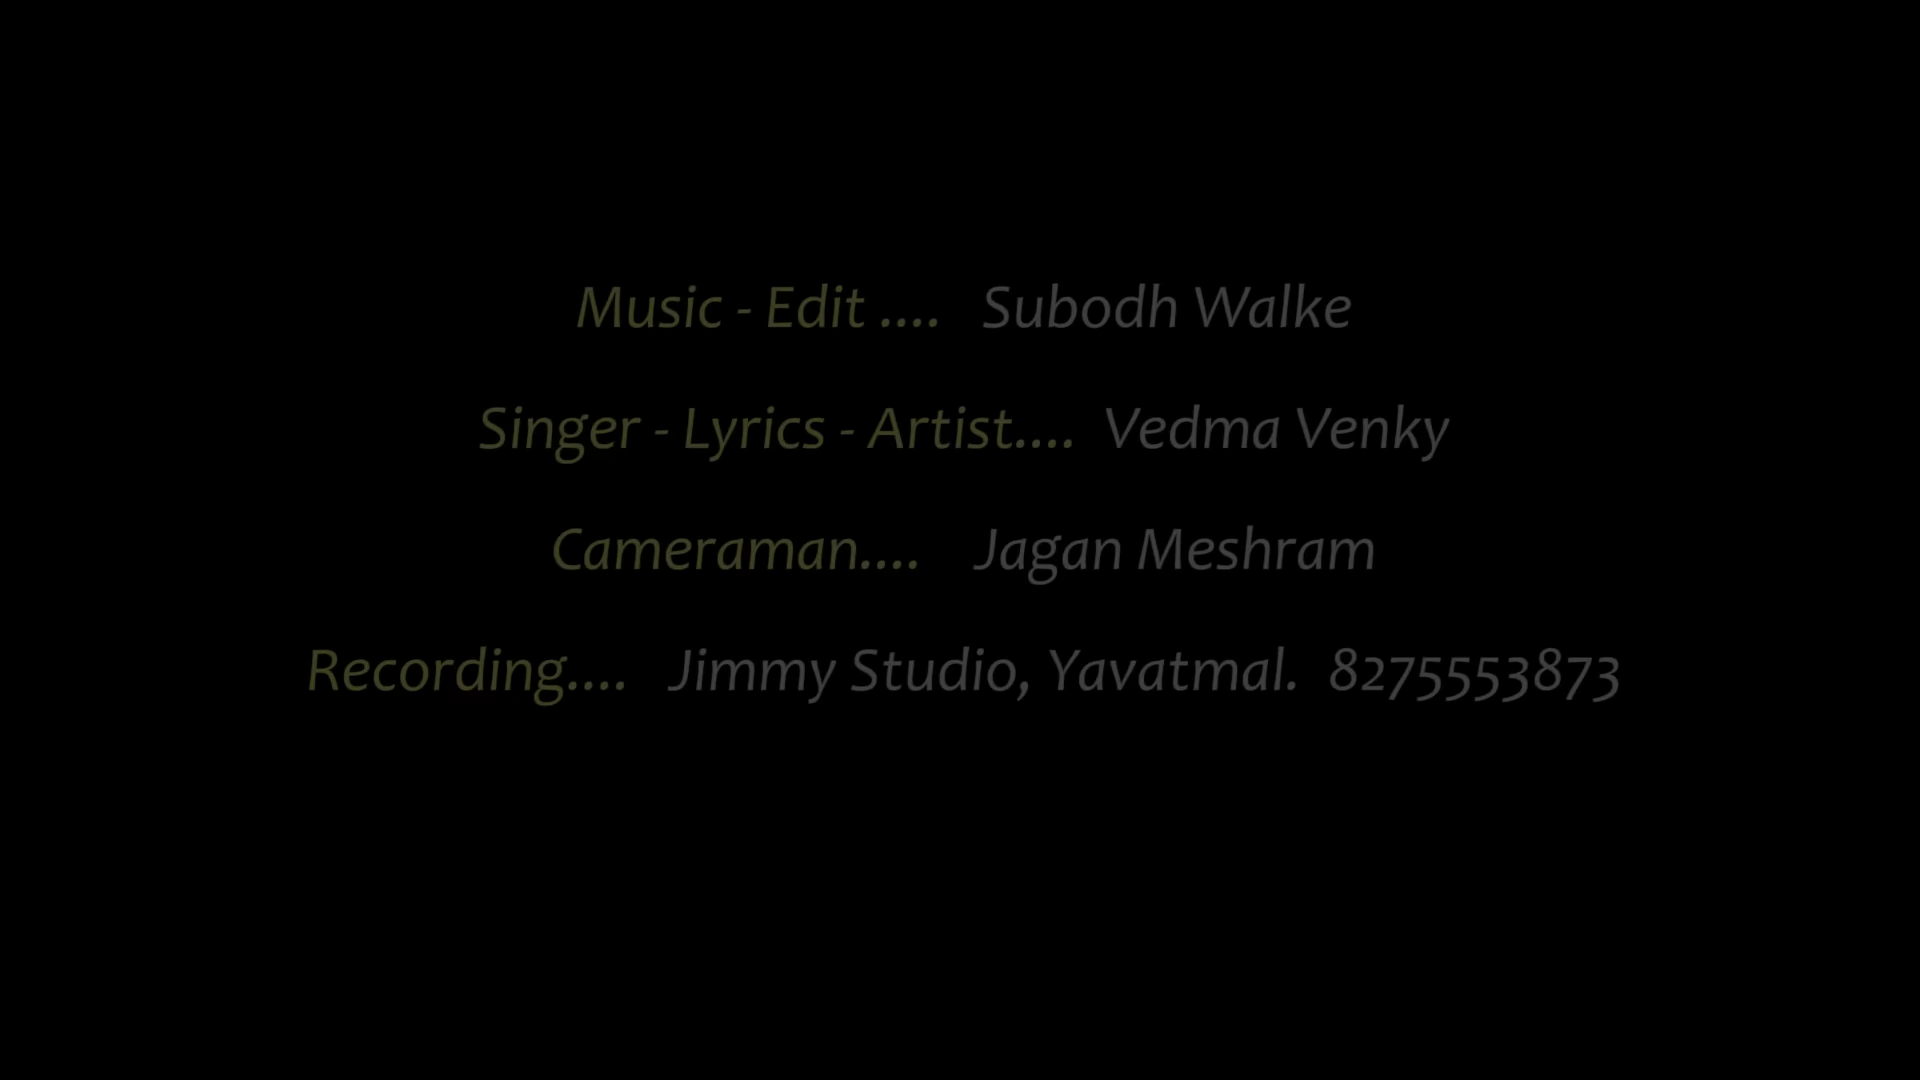 Music - Edit .... Subodh Walke
Singer - Lyrics - Artist.... Vedma Venky
Cameraman.... Jagan Meshram
Recording.... Jimmy Studio, Yavatmal. 8275553873